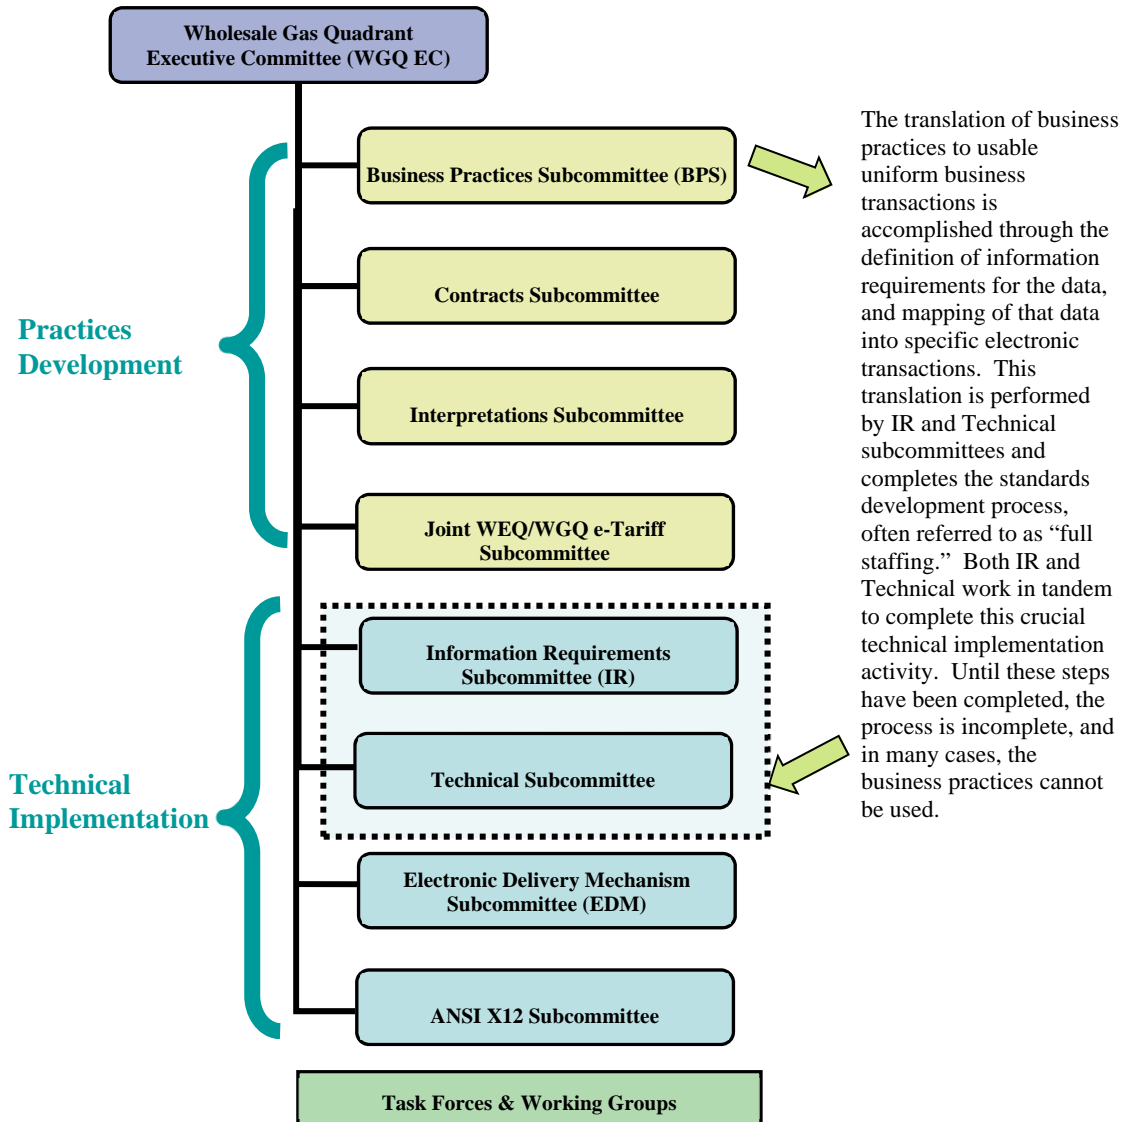 Wholesale Gas Quadrant
Executive Committee (WGQ EC)
Business Practices Subcommittee (BPS)
Contracts Subcommittee
Practices
Development
Interpretations Subcommittee
Joint WEQ/WGQ e-Tariff
Subcommittee
Information Requirements
Subcommittee (IR)
Technical Subcommittee
Technical
Implementation
Electronic Delivery Mechanism
Subcommittee (EDM)
ANSI X12 Subcommittee
Task Forces & Working Groups
The translation of business
practices to usable
uniform business
transactions is
accomplished through the
definition of information
requirements for the data,
and mapping of that data
into specific electronic
transactions.  This
translation is performed
by IR and Technical
subcommittees and
completes the standards
development process,
often referred to as “full
staffing.”  Both IR and
Technical work in tandem
to complete this crucial
technical implementation
activity.  Until these steps
have been completed, the
process is incomplete, and
in many cases, the
business practices cannot
be used.